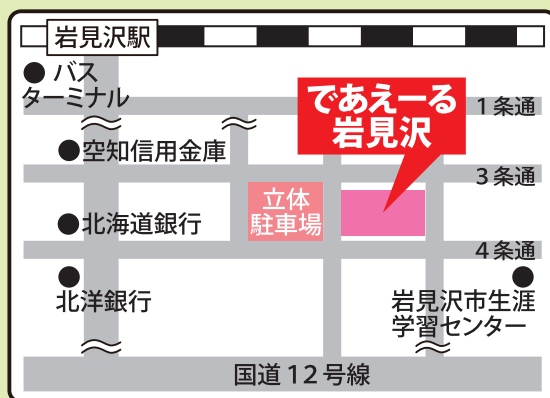 岩見沢駅
バス
ターミナル
であえーる
岩見沢
1条通
空知信用金庫
3条通
立体
駐車場
北海道銀行
4条通
北洋銀行
岩見沢市生涯
学習センター
国道12号線